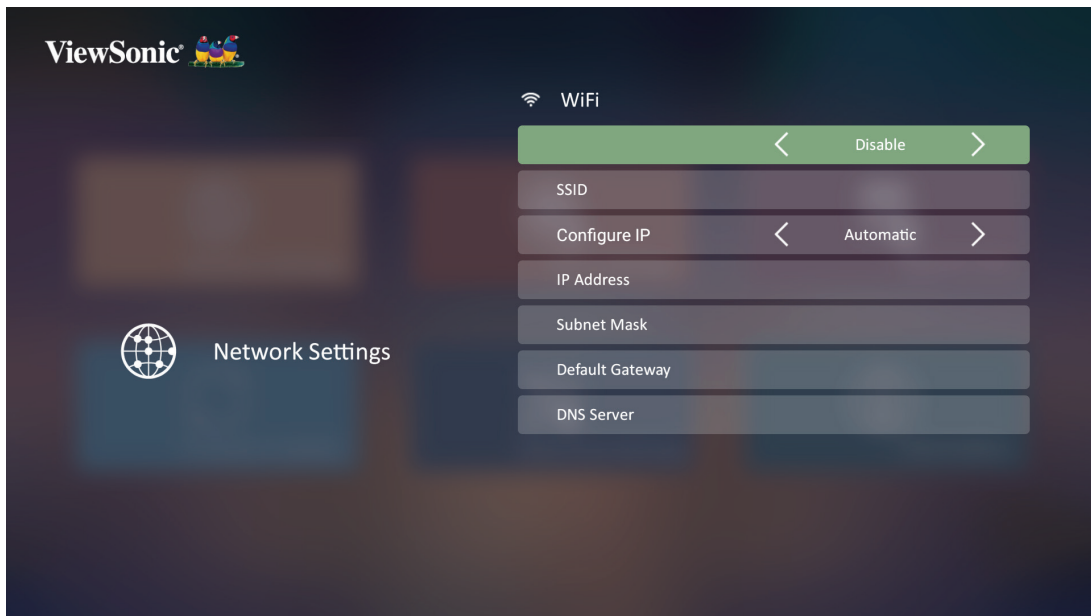 ViewSonic®
WiFi
Disable
SSID
Configure IP Automatic
IP Address
Subnet Mask
Network Settings
Default Gateway
DNS Server